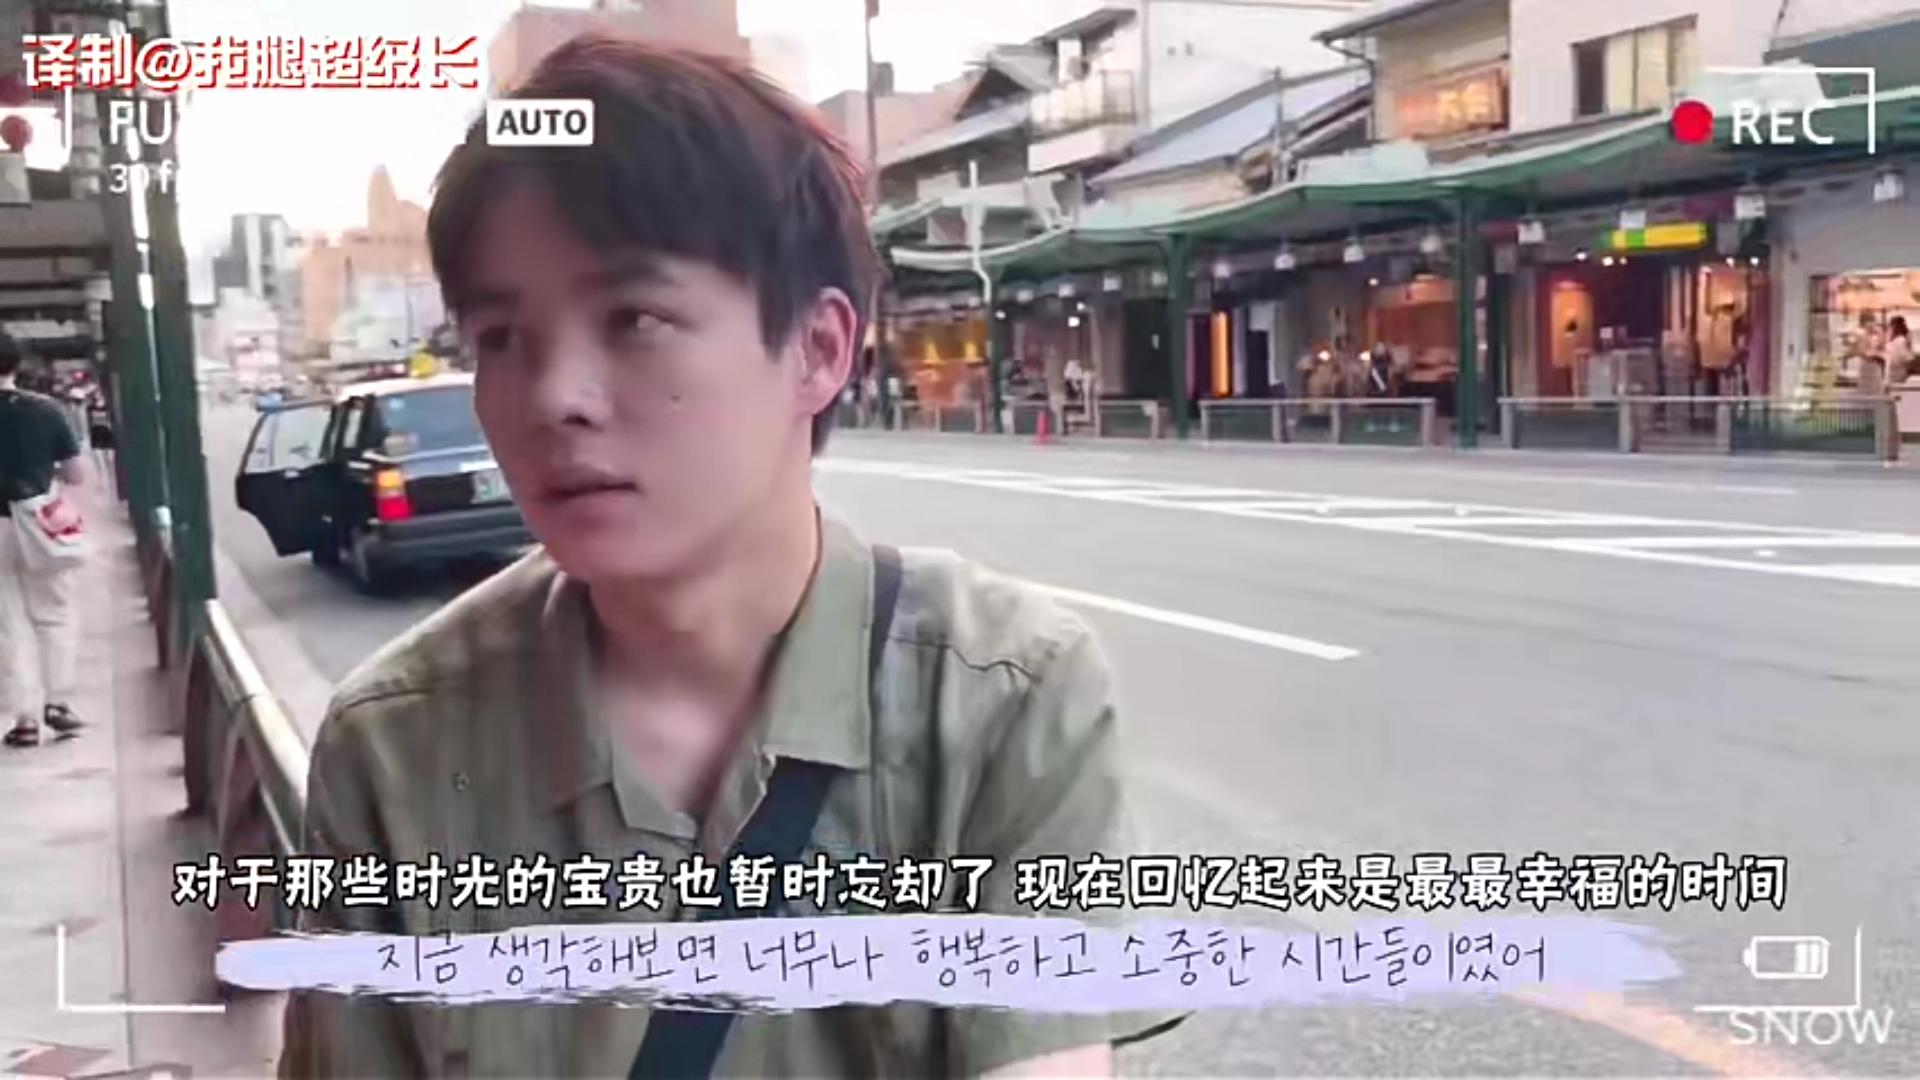 译制@我腿超级长
AUTO
REC
对于那些时光的宝贵也暂时忘却了 现在回忆起来是最最幸福的时间
지금 생각해보면 너무나 행복하고 소중한 시간들이였어
SNOW